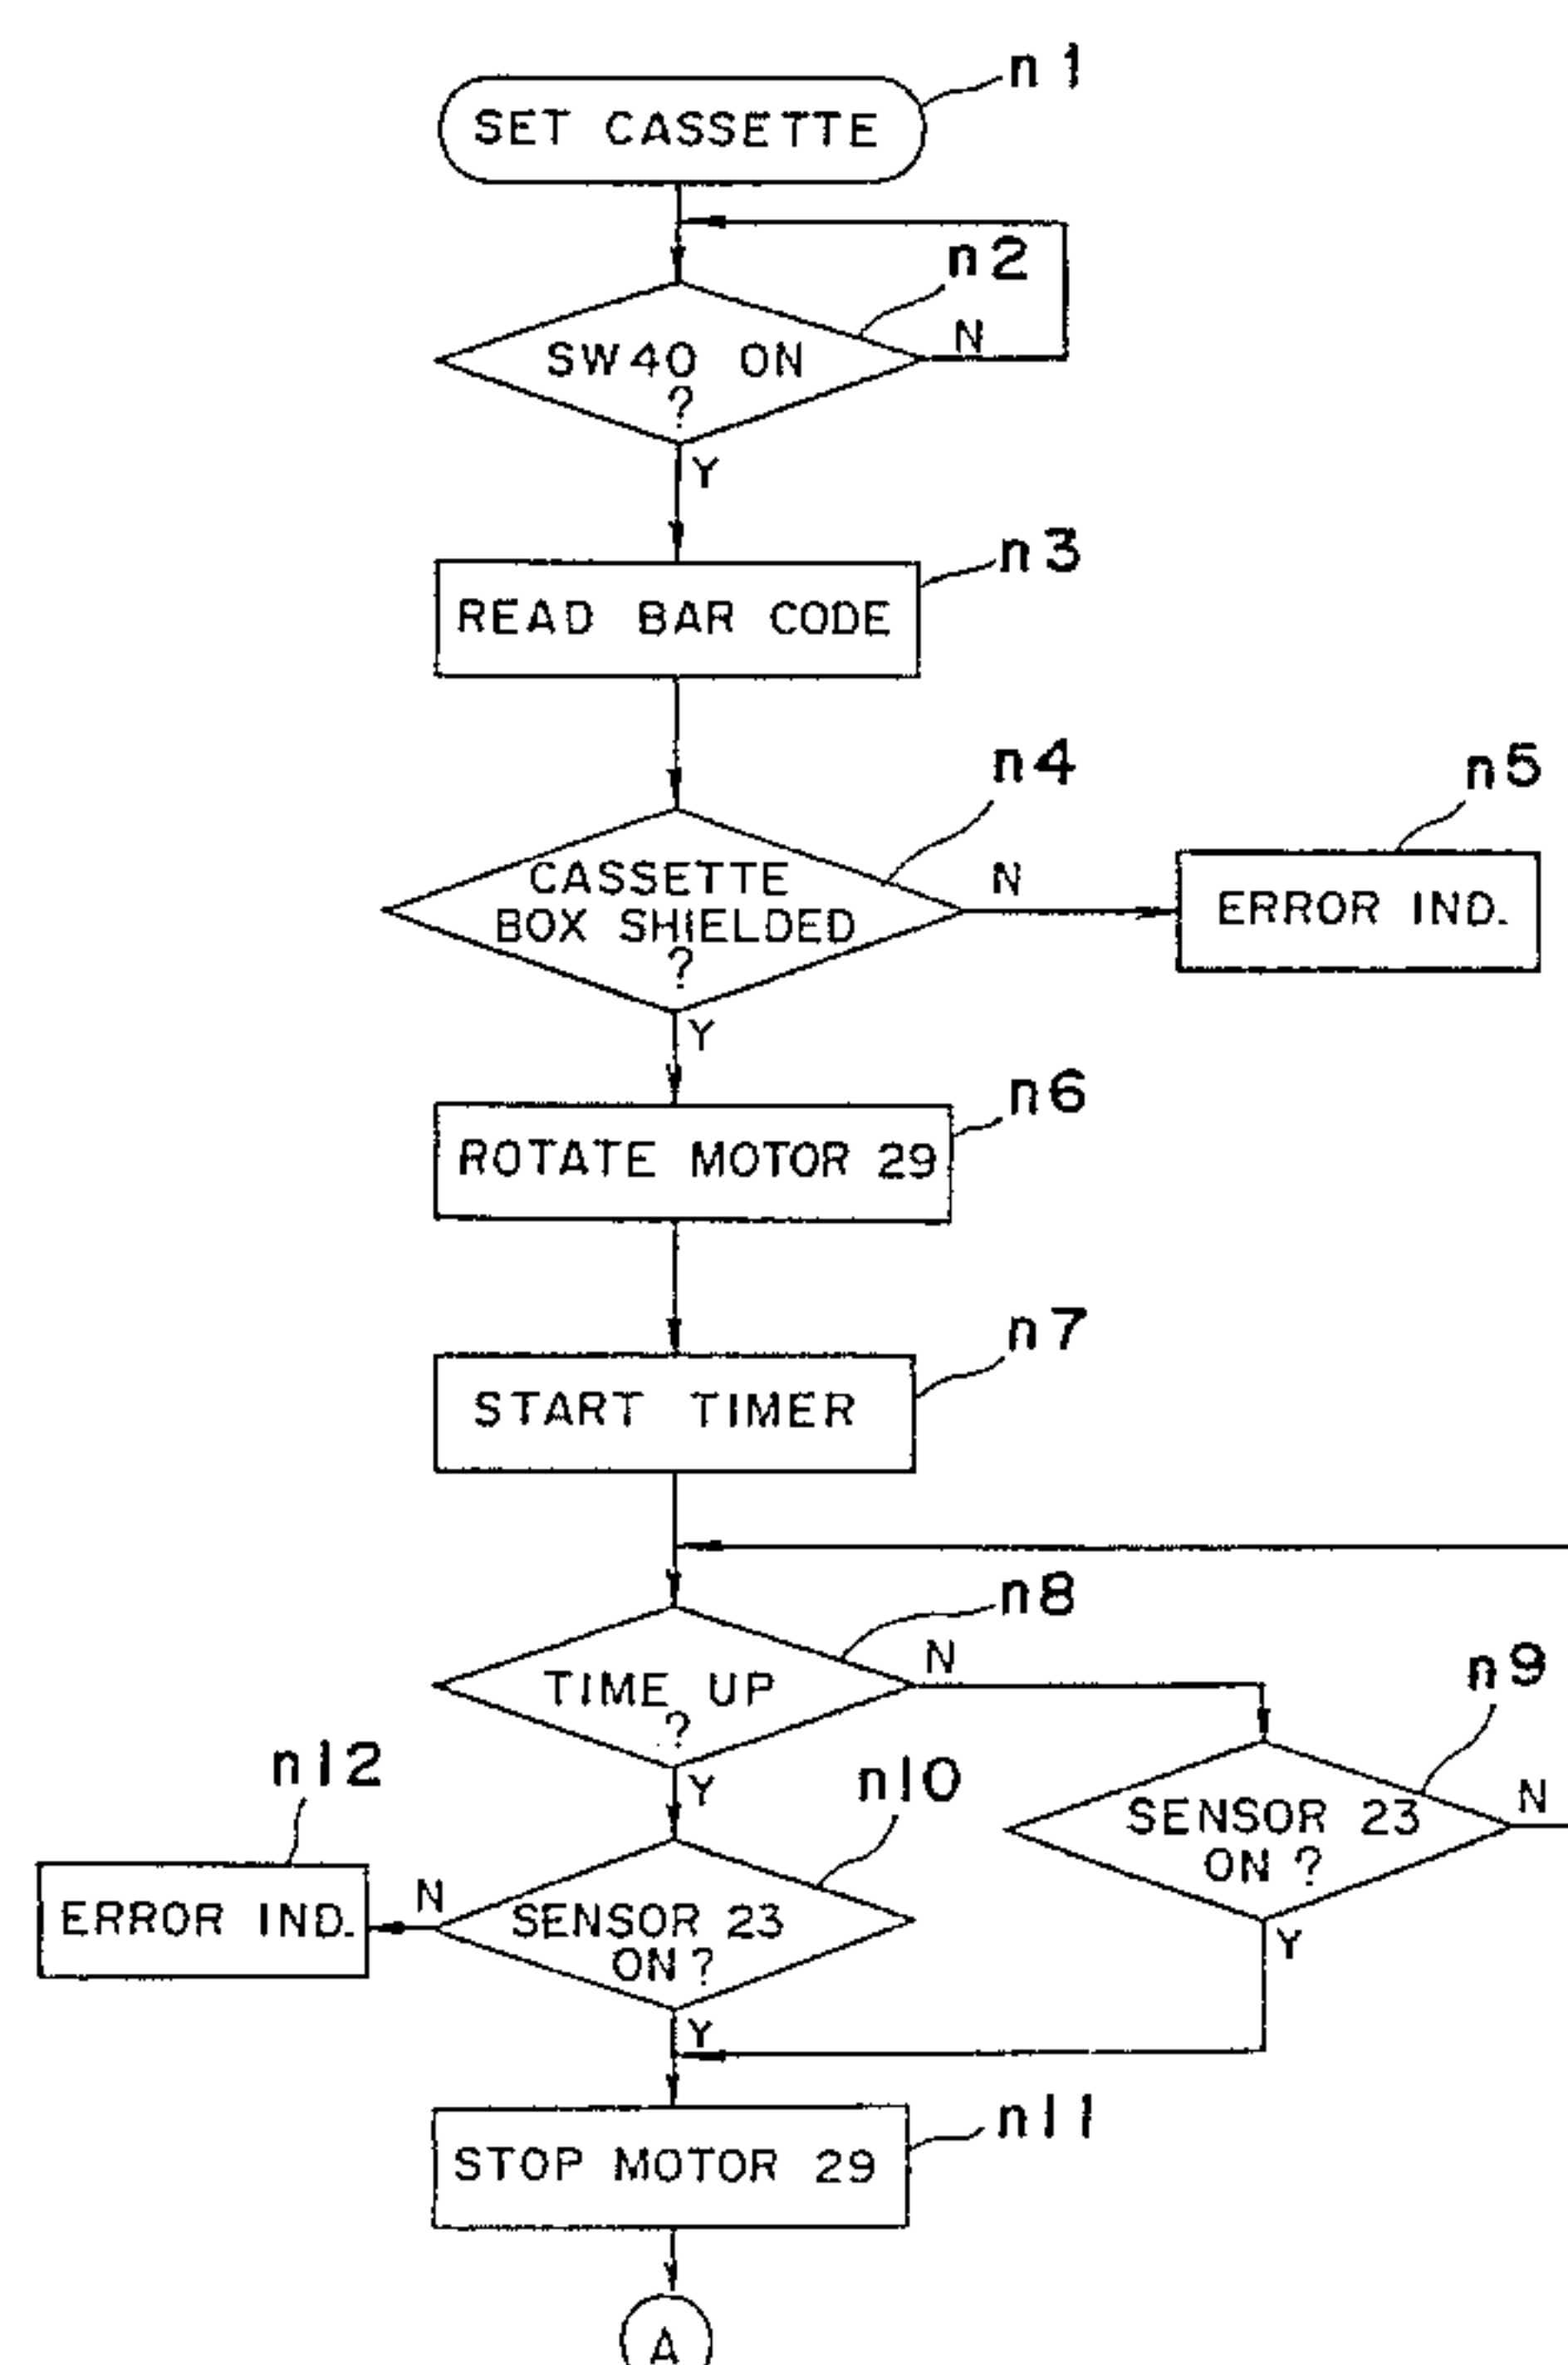 n1
SET CASSETTE
n2
SW40 ON
?
N
Y
n3
READ BAR CODE
n4
n5
CASSETTE
BOX SHIELDED
?
N
ERROR IND.
Y
n6
ROTATE MOTOR 29
n7
START TIMER
n8
TIME UP
?
N
n9
Y
SENSOR 23
ON ?
N
Y
n12
n10
ERROR IND.
N
SENSOR 23
ON ?
Y
n11
STOP MOTOR 29
A